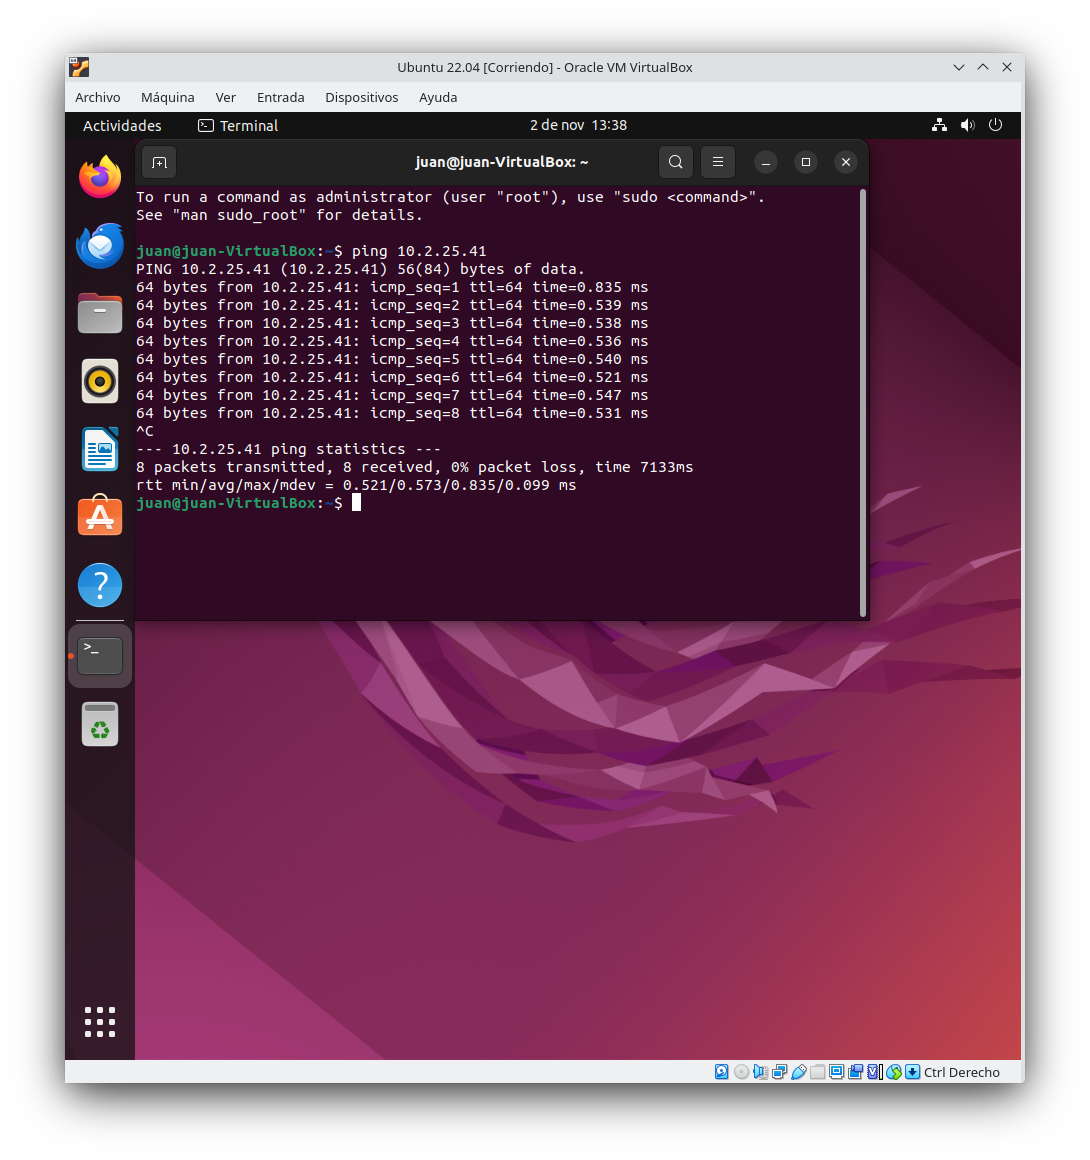 Ubuntu 22.04 [Corriendo] - Oracle VM VirtualBox
Archivo Máquina Ver Entrada Dispositivos Ayuda
Actividades Terminal 2 de nov 13:38
juan@juan-VirtualBox: ~
To run a command as administrator (user "root"), use "sudo <command>".
See "man sudo_root" for details.
juan@juan-VirtualBox:~$ ping 10.2.25.41
PING 10.2.25.41 (10.2.25.41) 56(84) bytes of data.
64 bytes from 10.2.25.41: icmp_seq=1 ttl=64 time=0.835 ms
64 bytes from 10.2.25.41: icmp_seq=2 ttl=64 time=0.539 ms
64 bytes from 10.2.25.41: icmp_seq=3 ttl=64 time=0.538 ms
64 bytes from 10.2.25.41: icmp_seq=4 ttl=64 time=0.536 ms
64 bytes from 10.2.25.41: icmp_seq=5 ttl=64 time=0.540 ms
64 bytes from 10.2.25.41: icmp_seq=6 ttl=64 time=0.521 ms
64 bytes from 10.2.25.41: icmp_seq=7 ttl=64 time=0.547 ms
64 bytes from 10.2.25.41: icmp_seq=8 ttl=64 time=0.531 ms
^C
--- 10.2.25.41 ping statistics ---
8 packets transmitted, 8 received, 0% packet loss, time 7133ms
rtt min/avg/max/mdev = 0.521/0.573/0.835/0.099 ms
juan@juan-VirtualBox:~$
Ctrl Derecho